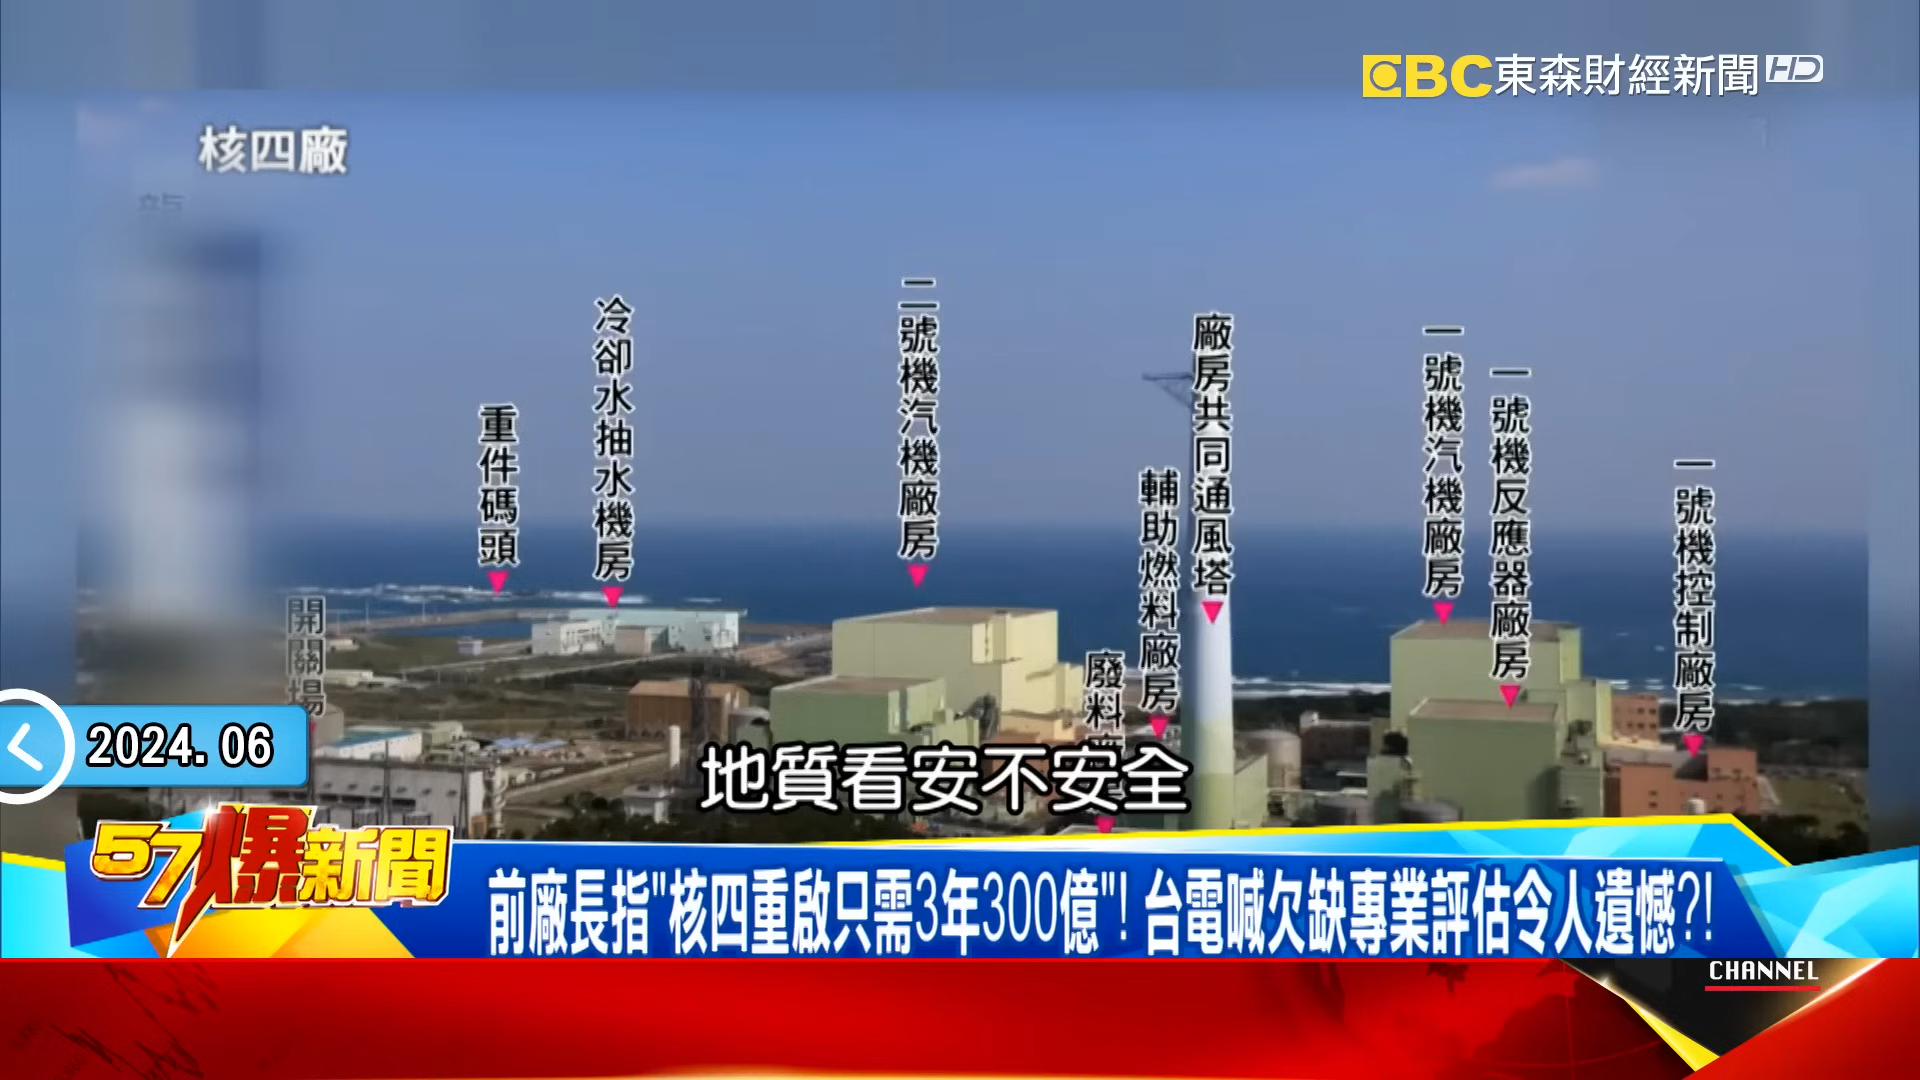 EBC東森財經新聞HD
核四廠
重件碼頭
冷卻水抽水機房
二號機汽機廠房
廠房共同通風塔
一號機汽機廠房
一號機反應器廠房
輔助燃料廠房
一號機控制廠房
開關場
廢料
地質看安不安全
2024.06
57爆新聞
前廠長指"核四重啟只需3年300億"! 台電喊欠缺專業評估令人遺憾?!
CHANNEL